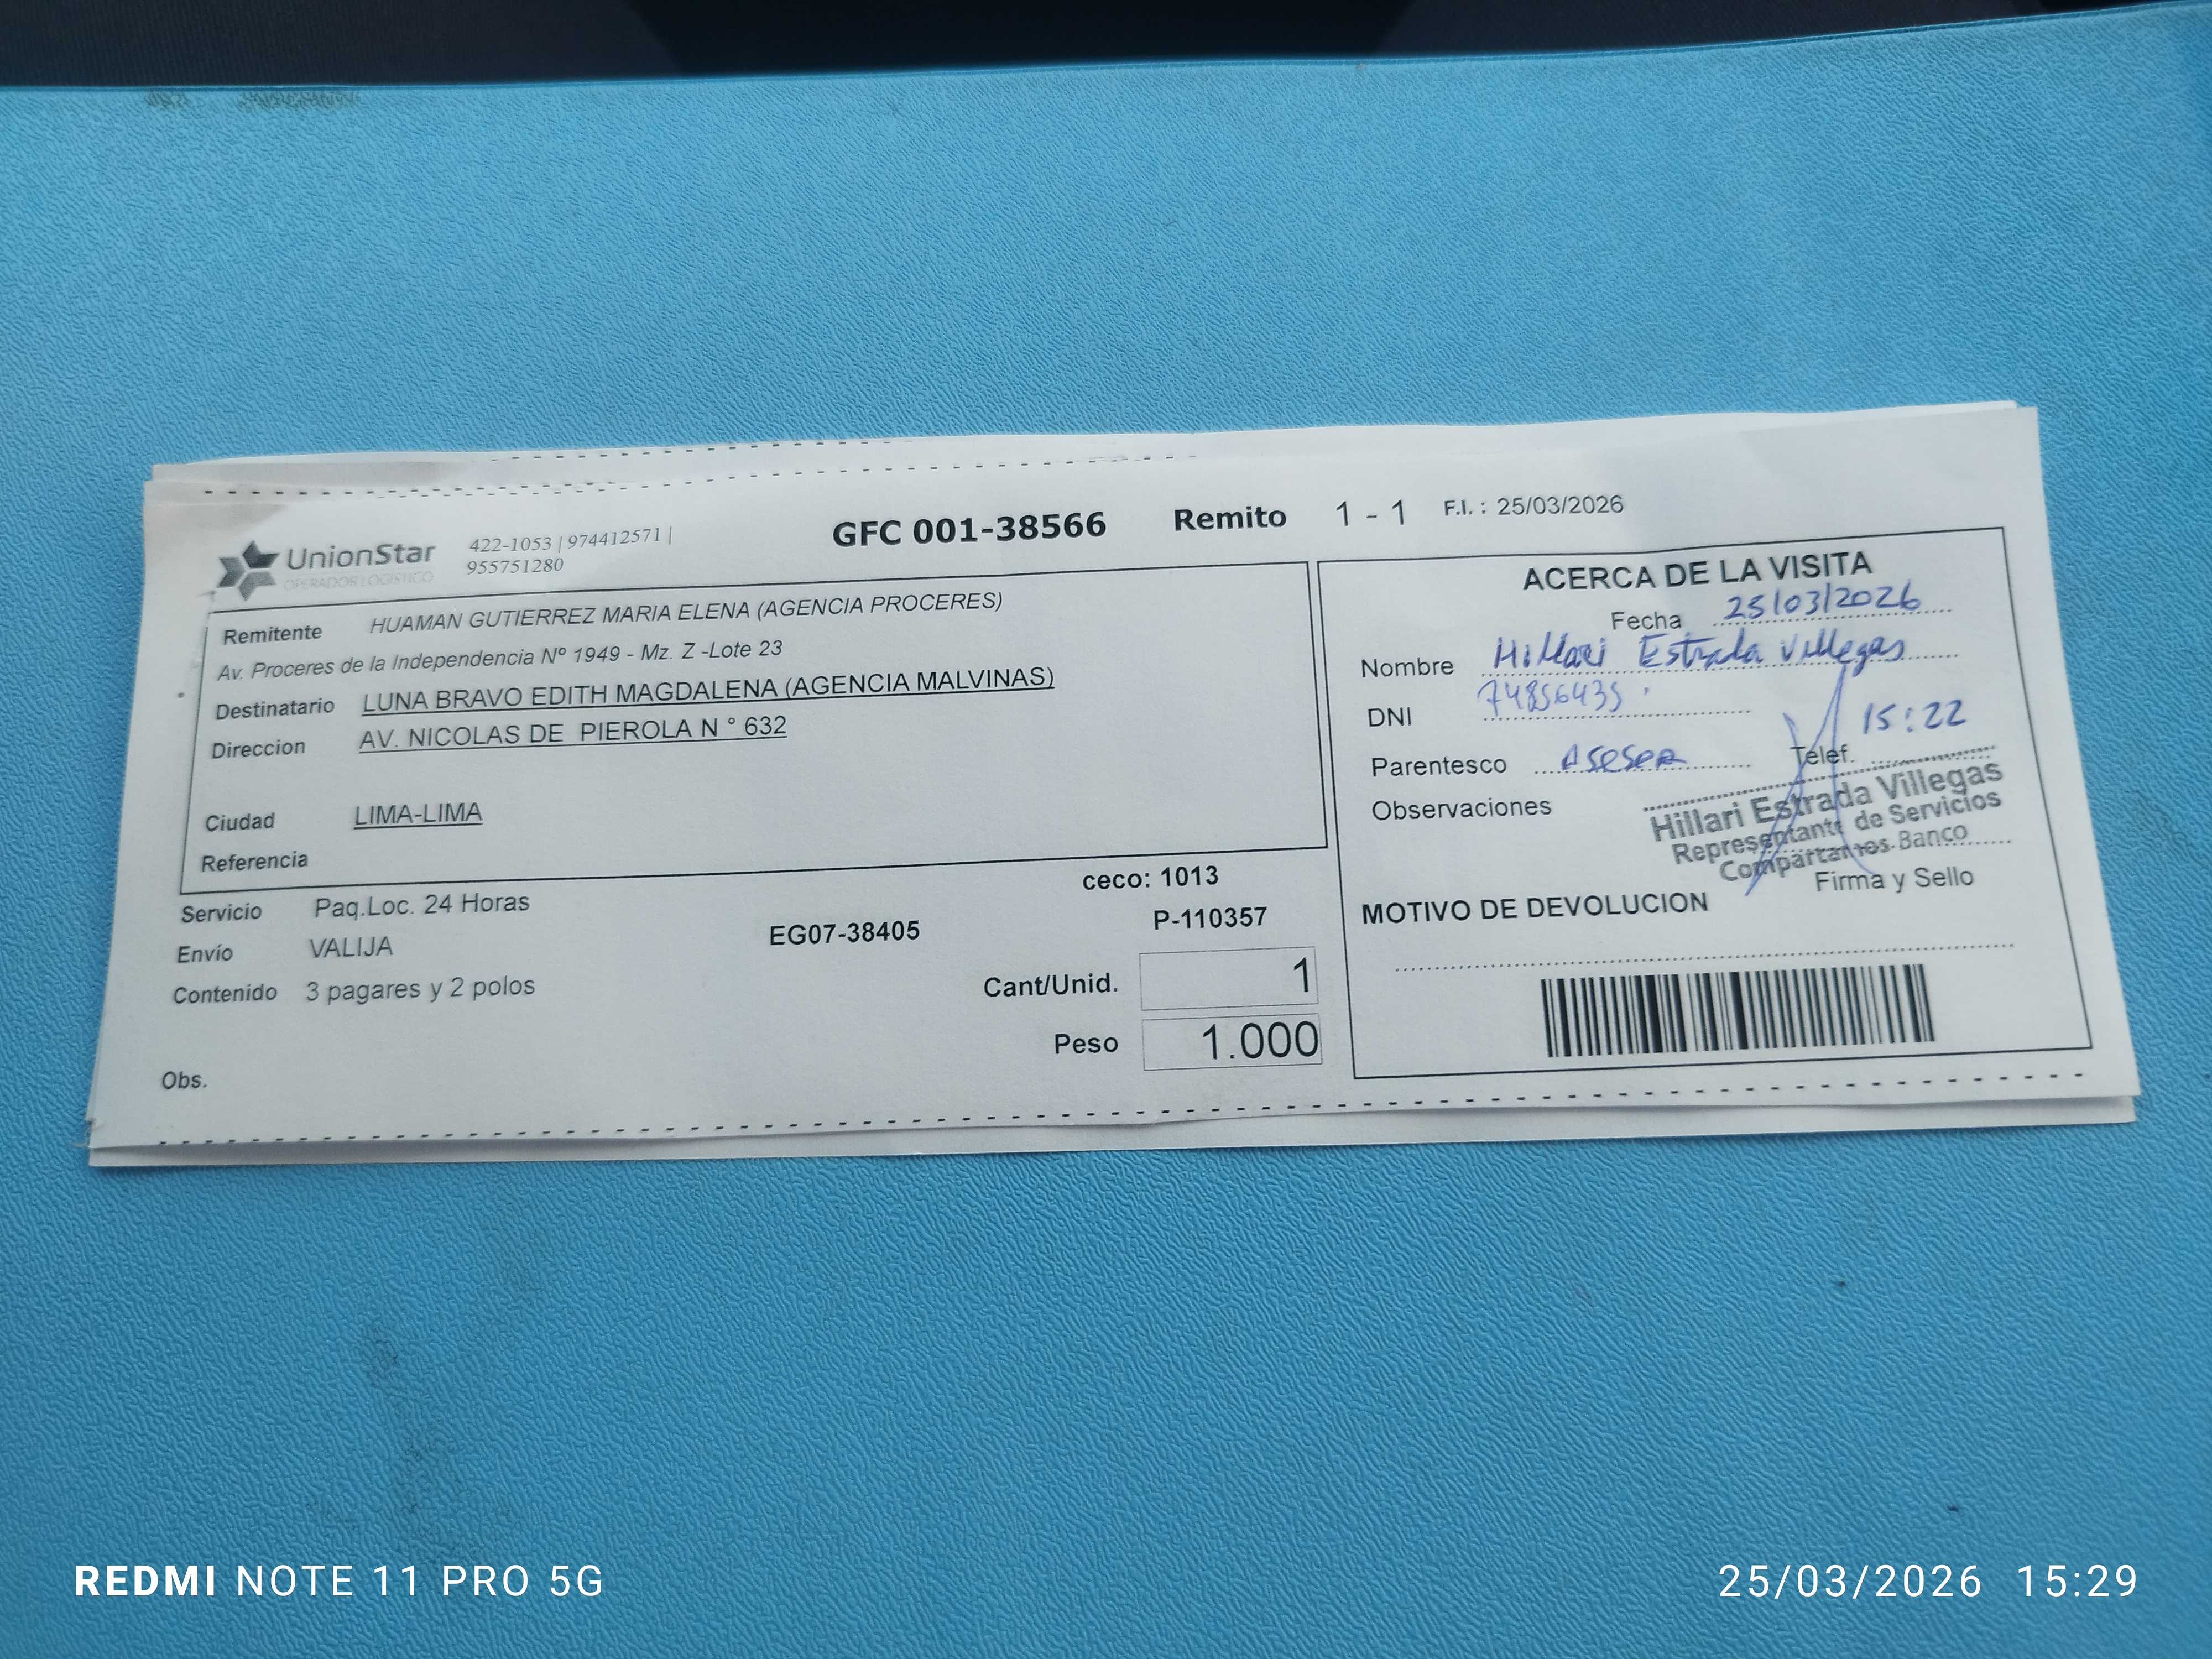 UnionStar
OPERADOR LOGISTICO
422-1053 | 974412571 |
955751280
GFC 001-38566 Remito 1 - 1 F.I. : 25/03/2026
Remitente HUAMAN GUTIERREZ MARIA ELENA (AGENCIA PROCERES)
Av. Proceres de la Independencia Nº 1949 - Mz. Z -Lote 23
Destinatario LUNA BRAVO EDITH MAGDALENA (AGENCIA MALVINAS)
Direccion AV. NICOLAS DE PIEROLA N ° 632
Ciudad LIMA-LIMA
Referencia
Servicio Paq.Loc. 24 Horas
Envío VALIJA
Contenido 3 pagares y 2 polos
Obs.
EG07-38405
ceco: 1013
P-110357
Cant/Unid. 1
Peso 1.000
ACERCA DE LA VISITA
Fecha 25/03/2026
Nombre Hillari Estrada Villegas
DNI 74856435
15:22
Parentesco Asesor Telef.
Observaciones
Hillari Estrada Villegas
Representante de Servicios
Compartamos Banco
Firma y Sello
MOTIVO DE DEVOLUCION
REDMI NOTE 11 PRO 5G
25/03/2026 15:29